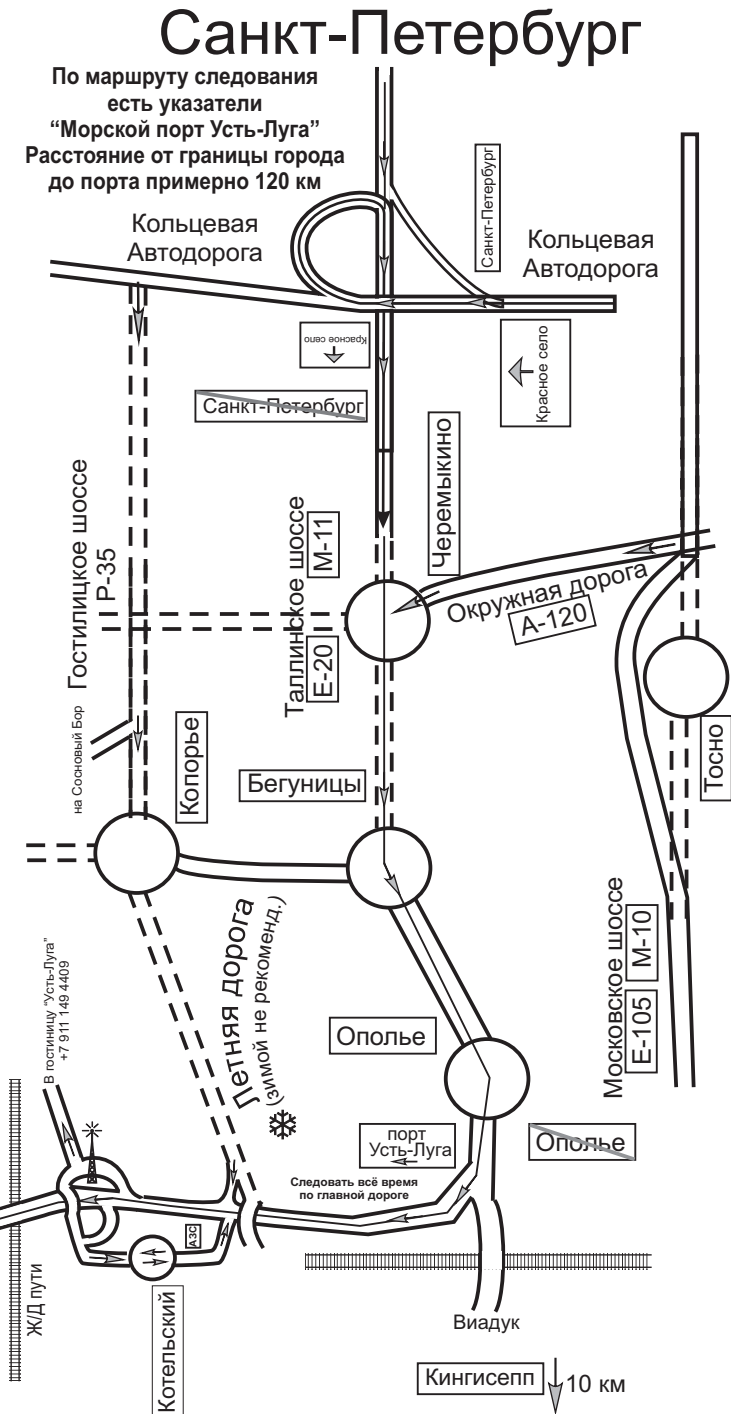 Санкт-Петербург
По маршруту следования
есть указатели
“Морской порт Усть-Луга”
Расстояние от границы города
до порта примерно 120 км
Кольцевая
Автодорога
Санкт-Петербург
Кольцевая
Автодорога
Красное село
Красное село
Санкт-Петербург
Гостилицкое шоссе
Р-35
Таллинское шоссе
Е-20
М-11
Черемыкино
Окружная дорога
А-120
на Сосновый Бор
Копорье
Бегуницы
Тосно
Московское шоссе
Е-105
М-10
Летняя дорога
(зимой не рекоменд.)
В гостиницу “Усть-Луга”
+7 911 149 4409
Ополье
порт
Усть-Луга
Ополье
Следовать всё время
по главной дороге
АЗС
Ж/Д пути
Котельский
Виадук
Кингисепп
10 км